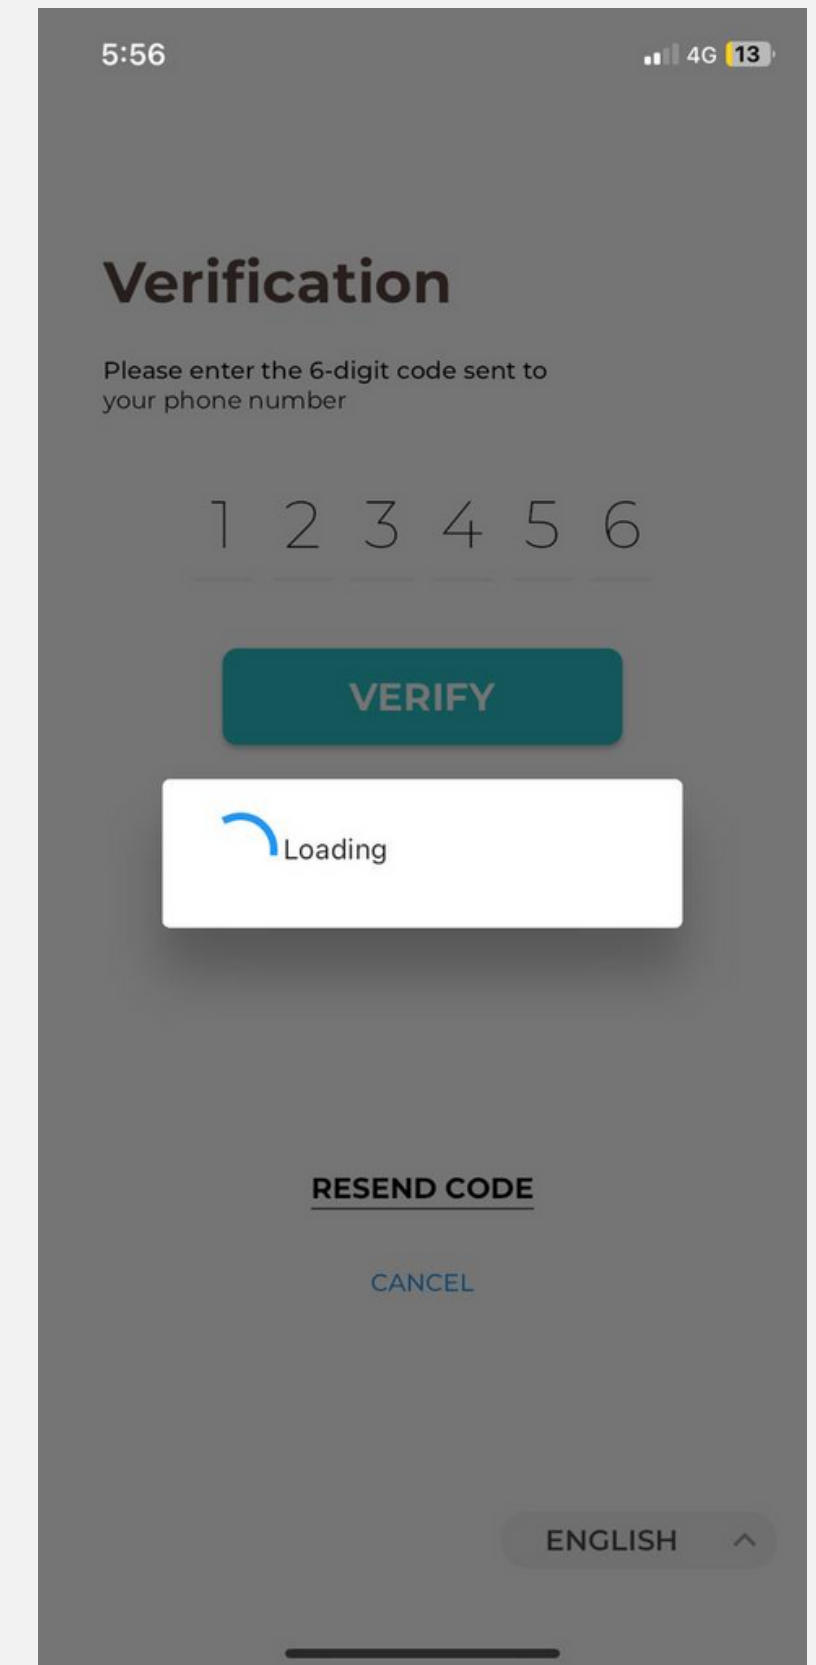 5:56
4G 13
Verification
Please enter the 6-digit code sent to
your phone number
1 2 3 4 5 6
VERIFY
Loading
RESEND CODE
CANCEL
ENGLISH